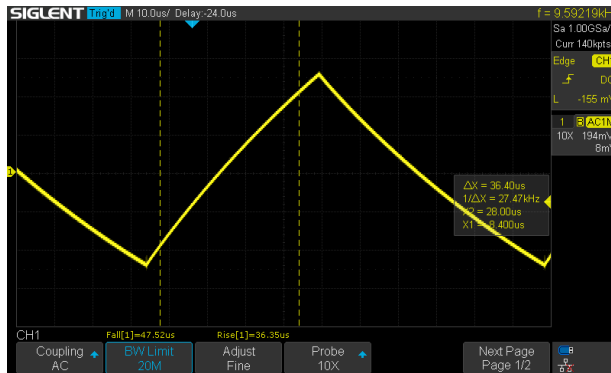 SIGLENT Trig'd M 10.0us/ Delay:-24.0us f = 9.59219kH
Sa 1.00GSa/
Curr 140kpts
Edge CH1
DC
L -155 mV
1 B AC1M
10X 194mV
8mV
1
ΔX = 36.40us
1/ΔX = 27.47kHz
X2 = 28.00us
X1 = -8.400us
CH1 Fall[1]=47.52us Rise[1]=36.35us
Coupling BW Limit Adjust Probe Next Page
AC 20M Fine 10X Page 1/2